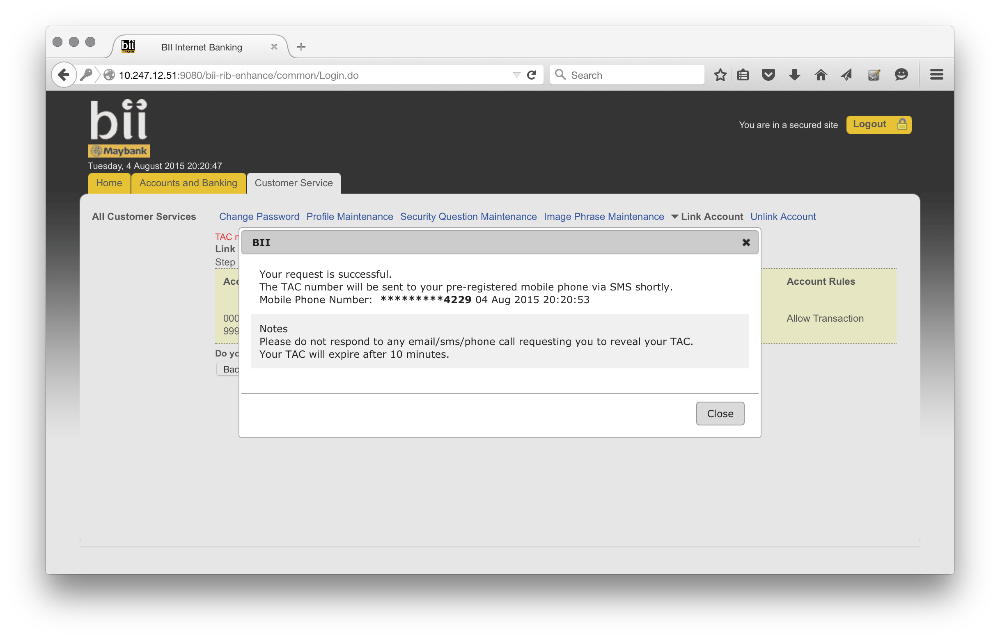 BII Internet Banking
10.247.12.51:9080/bii-rib-enhance/common/Login.do
Search
bii
Maybank
You are in a secured site
Logout
Tuesday, 4 August 2015 20:20:47
Home
Accounts and Banking
Customer Service
All Customer Services
Change Password
Profile Maintenance
Security Question Maintenance
Image Phrase Maintenance
Link Account
Unlink Account
TAC
Link
Step
BII
Your request is successful.
The TAC number will be sent to your pre-registered mobile phone via SMS shortly.
Mobile Phone Number: *********4229 04 Aug 2015 20:20:53
Notes
Please do not respond to any email/sms/phone call requesting you to reveal your TAC.
Your TAC will expire after 10 minutes.
Close
Account Rules
Allow Transaction
000
999
Do